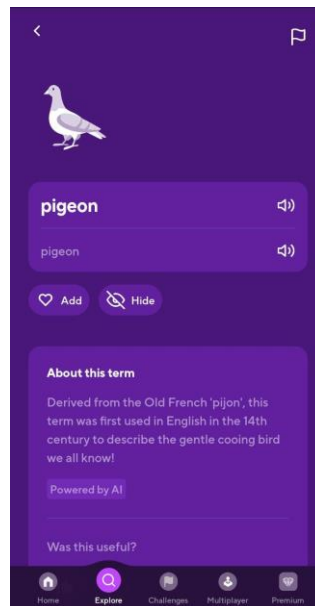 pigeon
pigeon
Add
Hide
About this term
Derived from the Old French 'pijon', this
term was first used in English in the 14th
century to describe the gentle cooing bird
we all know!
Powered by AI
Was this useful?
Home Explore Challenges Multiplayer Premium